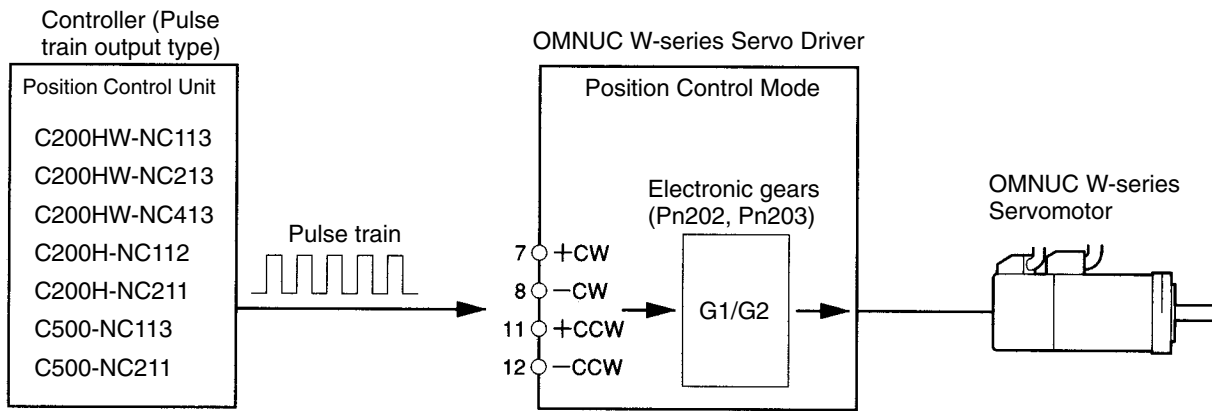 Controller (Pulse
train output type)
Position Control Unit
C200HW-NC113
C200HW-NC213
C200HW-NC413
C200H-NC112
C200H-NC211
C500-NC113
C500-NC211
Pulse train
OMNUC W-series Servo Driver
Position Control Mode
Electronic gears
(Pn202, Pn203)
7 +CW
8 −CW
11 +CCW
12 −CCW
G1/G2
OMNUC W-series
Servomotor